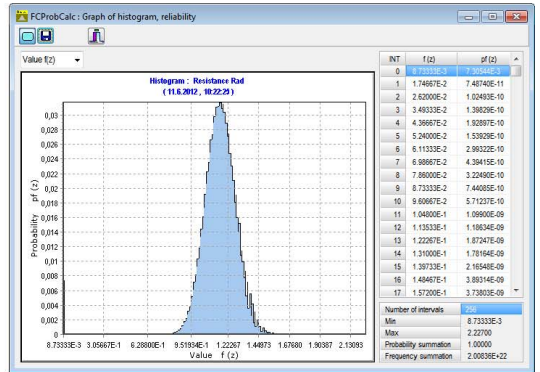 FCProbCalc : Graph of histogram, reliability
Value f(z)
Histogram : Resistance Rad
( 11.6.2012 , 10:22:29 )
Probability pf (z)
0,03
0,028
0,026
0,024
0,022
0,02
0,018
0,016
0,014
0,012
0,01
0,008
0,006
0,004
0,002
0
8.73333E-3 3.05667E-1 6.28800E-1 9.51934E-1 1.22267 1.44973 1.67680 1.90387 2.13093
Value f (z)
INT f (z) pf (z)
0 8.73333E-3 7.30544E-3
1 1.74667E-2 7.48740E-11
2 2.62000E-2 1.02493E-10
3 3.49333E-2 1.39829E-10
4 4.36667E-2 1.92897E-10
5 5.24000E-2 1.53929E-10
6 6.11333E-2 2.99322E-10
7 6.98667E-2 4.39415E-10
8 7.86000E-2 3.22490E-10
9 8.73333E-2 7.44085E-10
10 9.60667E-2 5.71237E-10
11 1.04800E-1 1.09900E-09
12 1.13533E-1 1.18634E-09
13 1.22267E-1 1.87247E-09
14 1.31000E-1 1.78164E-09
15 1.39733E-1 2.16548E-09
16 1.48467E-1 3.89314E-09
17 1.57200E-1 3.73803E-09
Number of intervals 256
Min 8.73333E-3
Max 2.22700
Probability summation 1.00000
Frequency summation 2.00836E+22